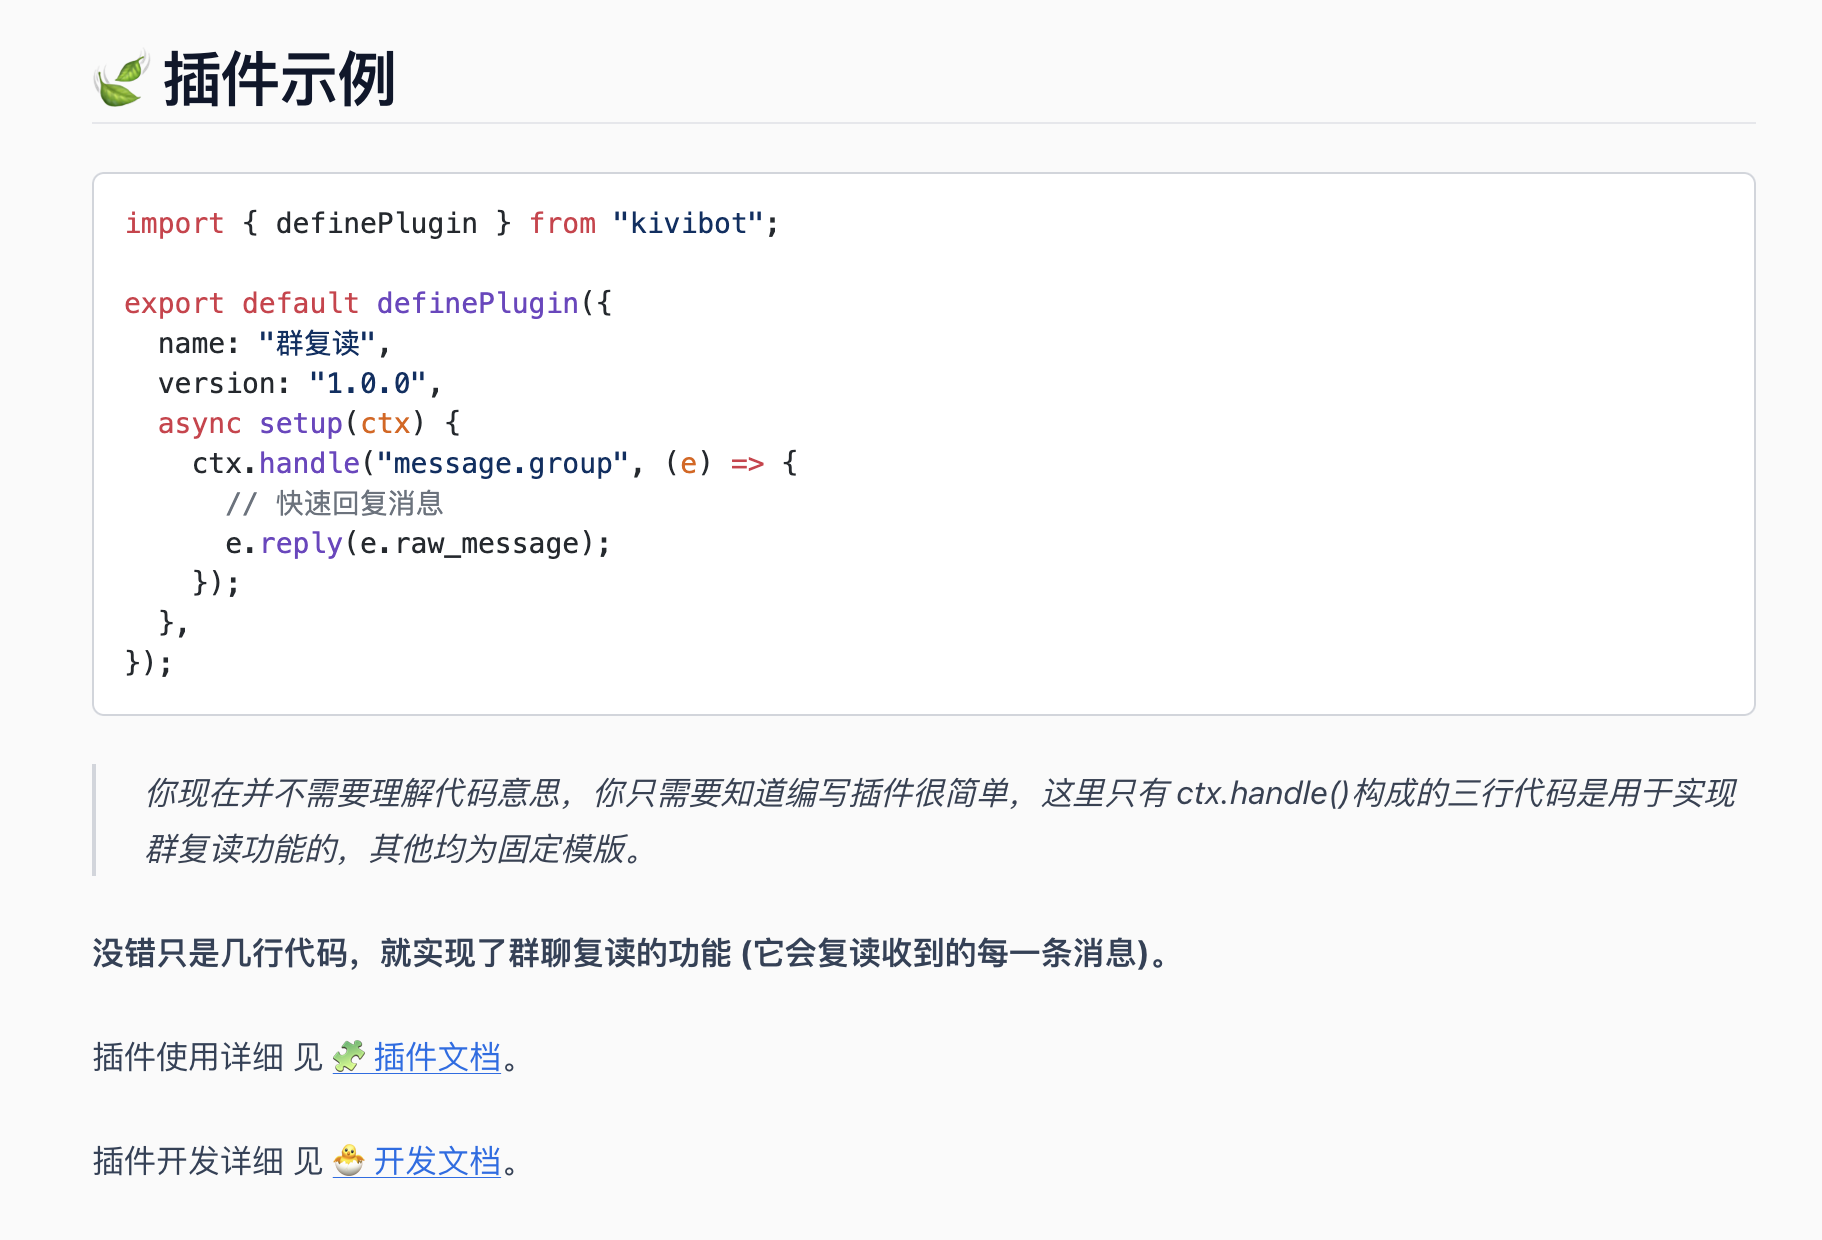 🌿 插件示例
import { definePlugin } from "kivibot";

export default definePlugin({
  name: "群复读",
  version: "1.0.0",
  async setup(ctx) {
    ctx.handle("message.group", (e) => {
      // 快速回复消息
      e.reply(e.raw_message);
    });
  },
});
你现在并不需要理解代码意思，你只需要知道编写插件很简单，这里只有 ctx.handle()构成的三行代码是用于实现
群复读功能的，其他均为固定模版。
没错只是几行代码，就实现了群聊复读的功能 (它会复读收到的每一条消息)。
插件使用详细 见 🧩 插件文档。
插件开发详细 见 🐣 开发文档。